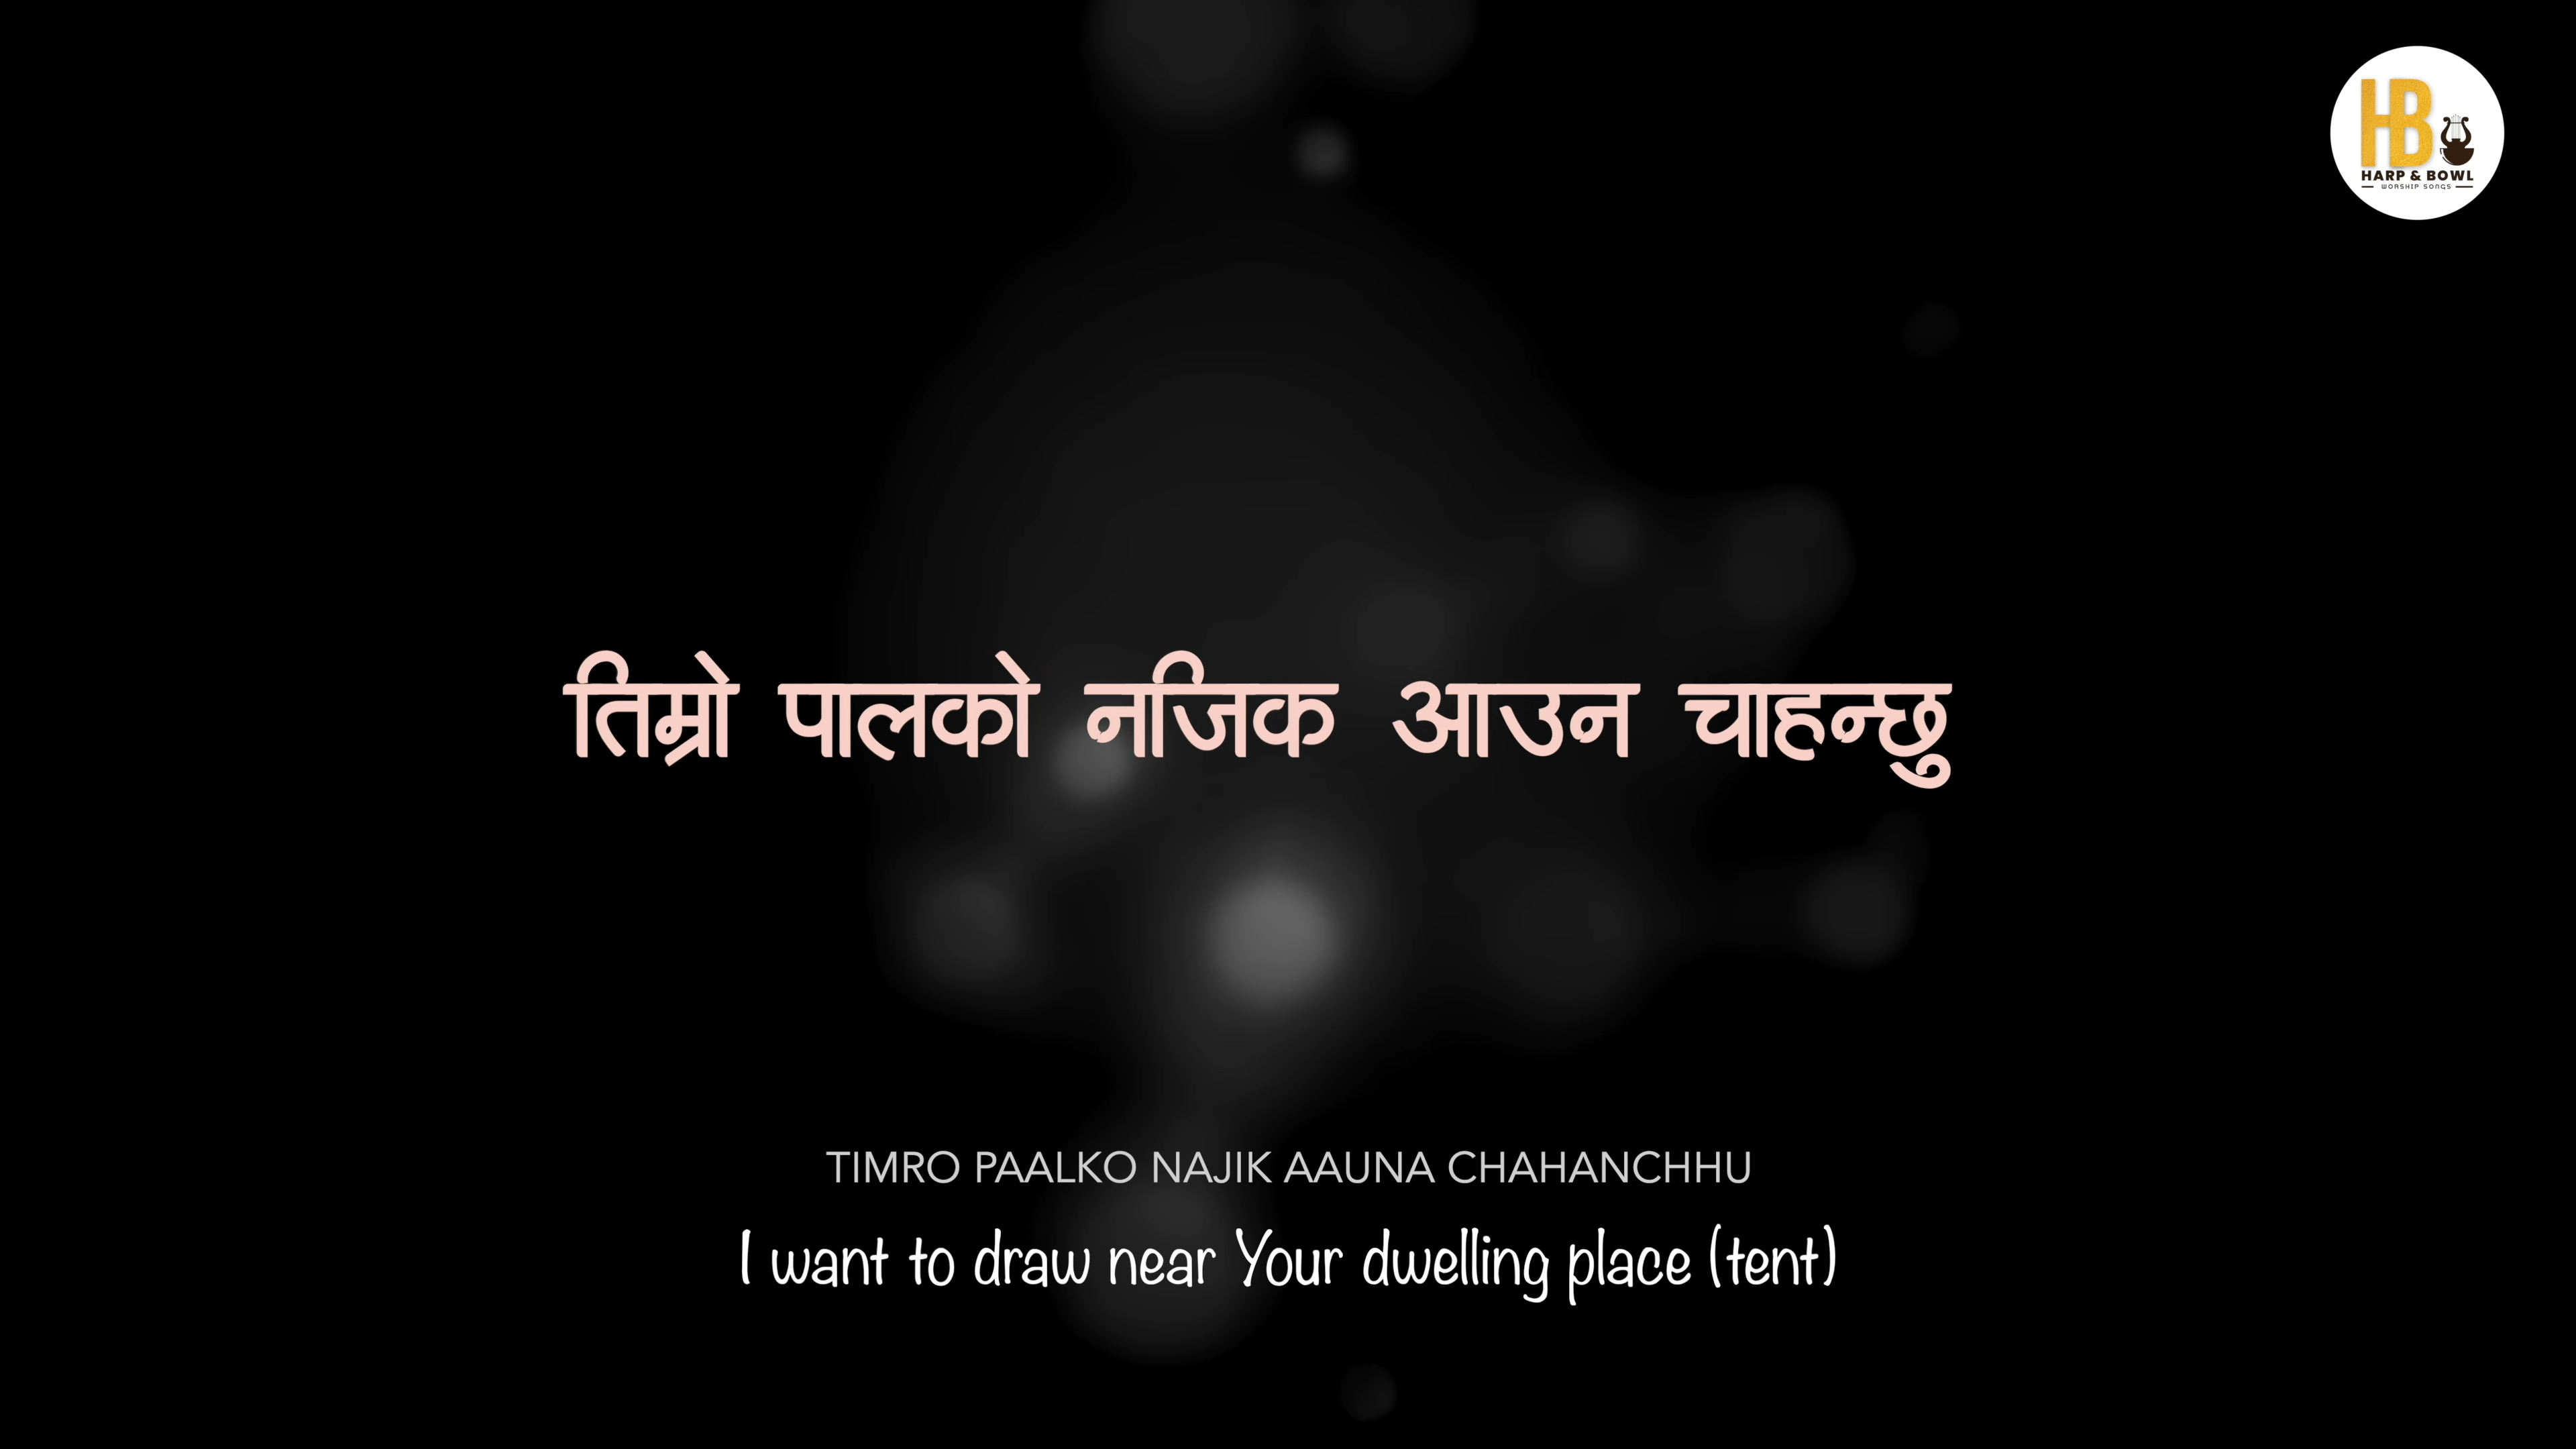 HB
HARP & BOWL
WORSHIP SONGS
तिम्रो पालको नजिक आउन चाहन्छु
TIMRO PAALKO NAJIK AAUNA CHAHANCHHU
I want to draw near Your dwelling place (tent)